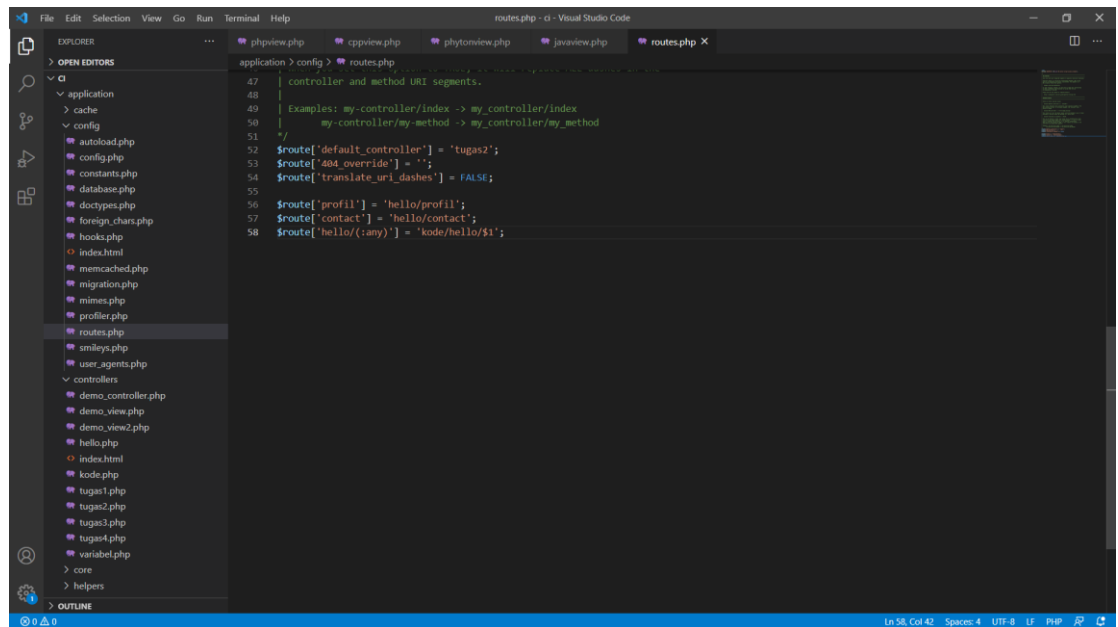 File Edit Selection View Go Run Terminal Help
routes.php - ci - Visual Studio Code
EXPLORER
OPEN EDITORS
CI
application
cache
config
autoload.php
config.php
constants.php
database.php
doctypes.php
foreign_chars.php
hooks.php
index.html
memcached.php
migration.php
mimes.php
profiler.php
routes.php
smileys.php
user_agents.php
controllers
demo_controller.php
demo_view.php
demo_view2.php
hello.php
index.html
kode.php
tugas1.php
tugas2.php
tugas3.php
tugas4.php
variabel.php
core
helpers
OUTLINE
phpview.php cppview.php phytonview.php javaview.php routes.php
application > config > routes.php
47 | controller and method URI segments.
48 |
49 | Examples: my-controller/index -> my_controller/index
50 | my-controller/my-method -> my_controller/my_method
51 */
52 $route['default_controller'] = 'tugas2';
53 $route['404_override'] = '';
54 $route['translate_uri_dashes'] = FALSE;
55
56 $route['profil'] = 'hello/profil';
57 $route['contact'] = 'hello/contact';
58 $route['hello/(:any)'] = 'kode/hello/$1';
1
0 0 Ln 58, Col 42 Spaces: 4 UTF-8 LF PHP